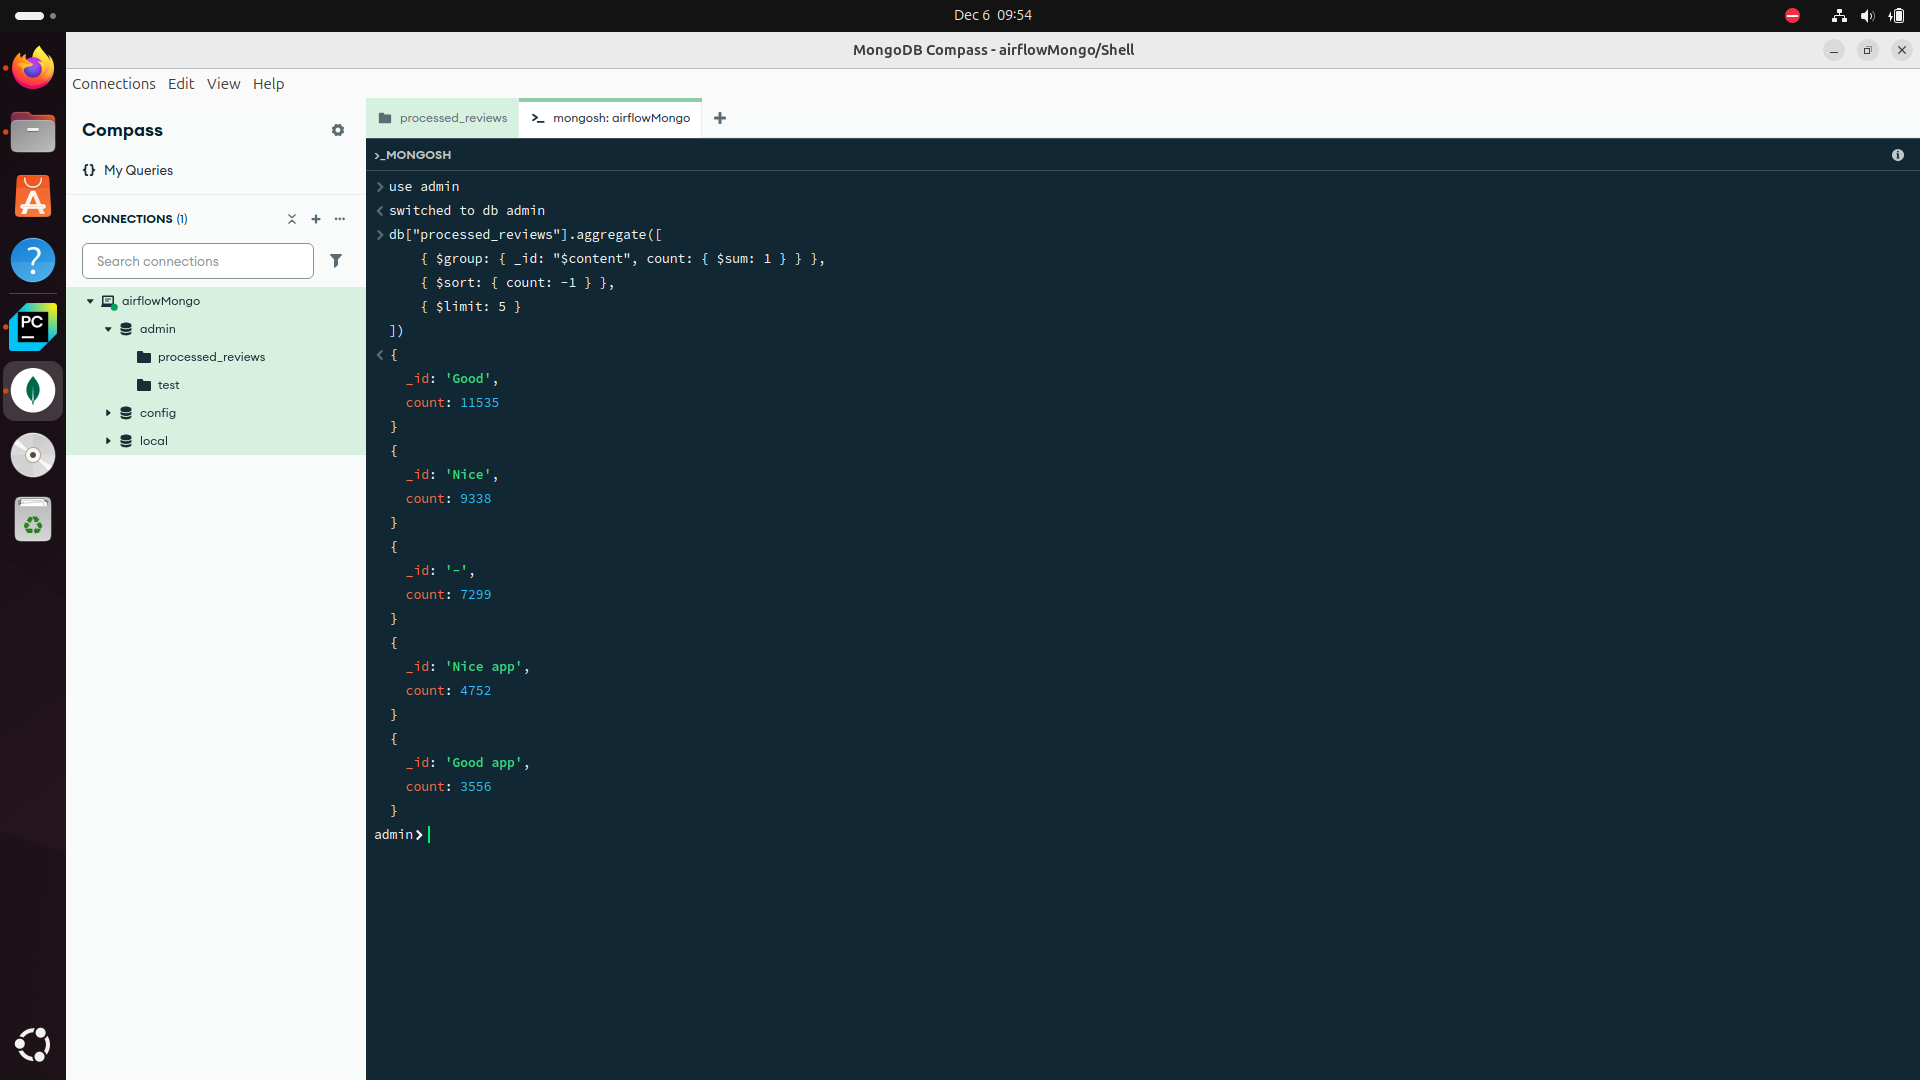 Dec 6 09:54
MongoDB Compass - airflowMongo/Shell
Connections Edit View Help
Compass
{} My Queries
CONNECTIONS (1)
Search connections
airflowMongo
admin
processed_reviews
test
config
local
PC
processed_reviews
mongosh: airflowMongo
>_MONGOSH
use admin
switched to db admin
db["processed_reviews"].aggregate([
{ $group: { _id: "$content", count: { $sum: 1 } } },
{ $sort: { count: -1 } },
{ $limit: 5 }
])
{
_id: 'Good',
count: 11535
}
{
_id: 'Nice',
count: 9338
}
{
_id: '-',
count: 7299
}
{
_id: 'Nice app',
count: 4752
}
{
_id: 'Good app',
count: 3556
}
admin>